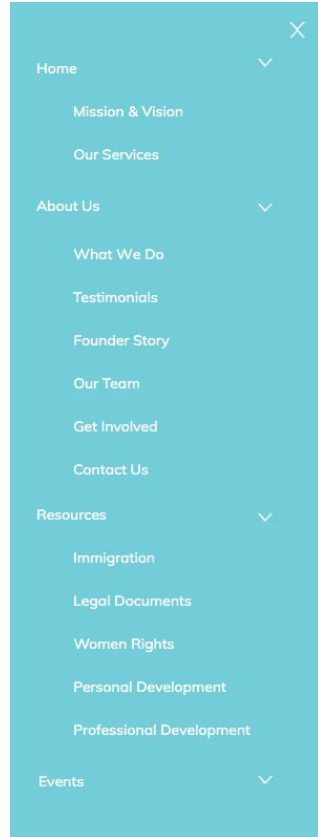 Home
Mission & Vision
Our Services
About Us
What We Do
Testimonials
Founder Story
Our Team
Get Involved
Contact Us
Resources
Immigration
Legal Documents
Women Rights
Personal Development
Professional Development
Events